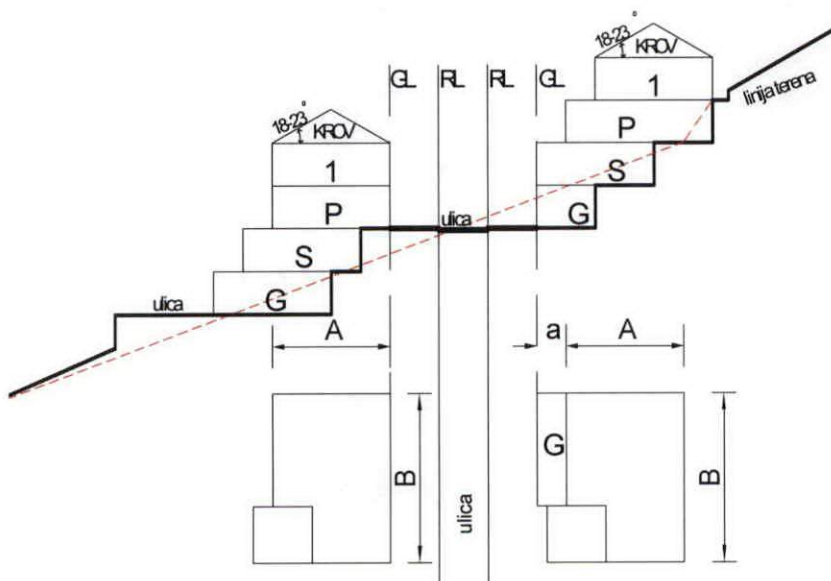 18-23°
KROV
1
P
S
G
linija terena
GL
RL
RL
GL
18-23°
KROV
1
P
S
G
ulica
ulica
A
a
A
B
G
B
ulica